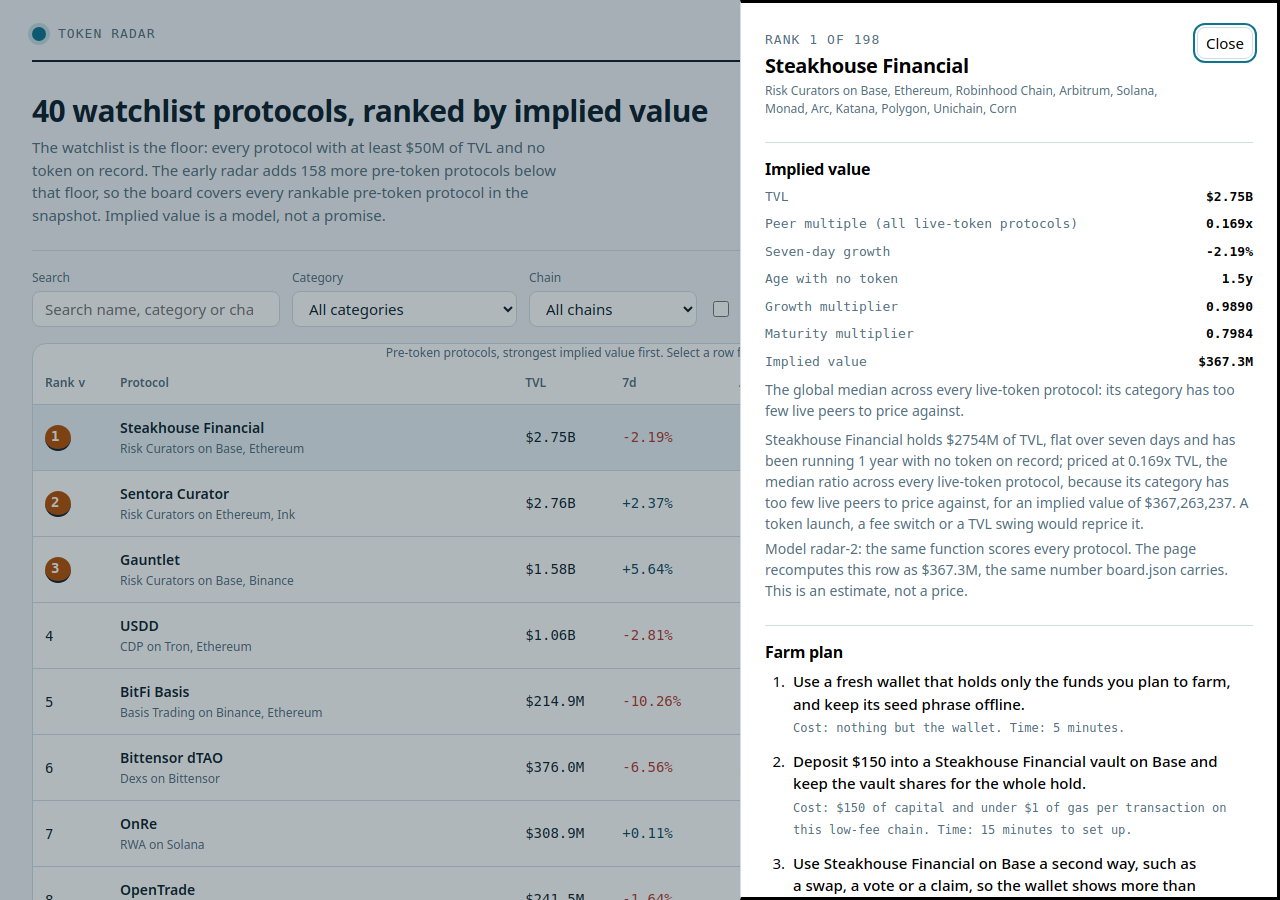 TOKEN RADAR
40 watchlist protocols, ranked by implied value
The watchlist is the floor: every protocol with at least $50M of TVL and no
token on record. The early radar adds 158 more pre-token protocols below
that floor, so the board covers every rankable pre-token protocol in the
snapshot. Implied value is a model, not a promise.
Search
Category
Chain
Search name, category or cha
All categories
All chains
Pre-token protocols, strongest implied value first. Select a row f
Rank v
Protocol
TVL
7d
1
Steakhouse Financial
Risk Curators on Base, Ethereum
$2.75B
-2.19%
2
Sentora Curator
Risk Curators on Ethereum, Ink
$2.76B
+2.37%
3
Gauntlet
Risk Curators on Base, Binance
$1.58B
+5.64%
4
USDD
CDP on Tron, Ethereum
$1.06B
-2.81%
5
BitFi Basis
Basis Trading on Binance, Ethereum
$214.9M
-10.26%
6
Bittensor dTAO
Dexs on Bittensor
$376.0M
-6.56%
7
OnRe
RWA on Solana
$308.9M
+0.11%
8
OpenTrade
$241.5M
-1.64%
RANK 1 OF 198
Close
Steakhouse Financial
Risk Curators on Base, Ethereum, Robinhood Chain, Arbitrum, Solana,
Monad, Arc, Katana, Polygon, Unichain, Corn
Implied value
TVL $2.75B
Peer multiple (all live-token protocols) 0.169x
Seven-day growth -2.19%
Age with no token 1.5y
Growth multiplier 0.9890
Maturity multiplier 0.7984
Implied value $367.3M
The global median across every live-token protocol: its category has too
few live peers to price against.
Steakhouse Financial holds $2754M of TVL, flat over seven days and has
been running 1 year with no token on record; priced at 0.169x TVL, the
median ratio across every live-token protocol, because its category has
too few live peers to price against, for an implied value of $367,263,237. A
token launch, a fee switch or a TVL swing would reprice it.
Model radar-2: the same function scores every protocol. The page
recomputes this row as $367.3M, the same number board.json carries.
This is an estimate, not a price.
Farm plan
1. Use a fresh wallet that holds only the funds you plan to farm,
and keep its seed phrase offline.
Cost: nothing but the wallet. Time: 5 minutes.
2. Deposit $150 into a Steakhouse Financial vault on Base and
keep the vault shares for the whole hold.
Cost: $150 of capital and under $1 of gas per transaction on
this low-fee chain. Time: 15 minutes to set up.
3. Use Steakhouse Financial on Base a second way, such as
a swap, a vote or a claim, so the wallet shows more than